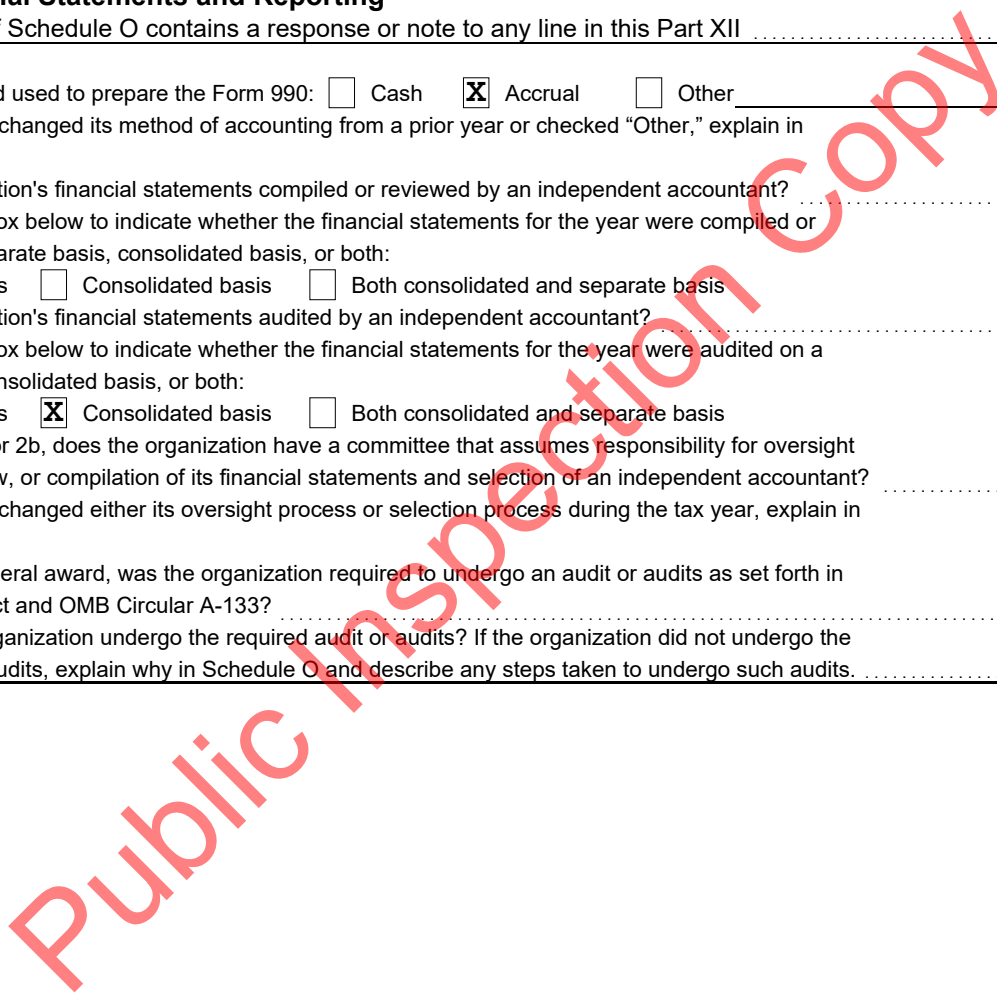 ial Statements and Reporting
f Schedule O contains a response or note to any line in this Part XII
d used to prepare the Form 990: Cash X Accrual Other
changed its method of accounting from a prior year or checked “Other,” explain in
tion's financial statements compiled or reviewed by an independent accountant?
ox below to indicate whether the financial statements for the year were compiled or
arate basis, consolidated basis, or both:
s Consolidated basis Both consolidated and separate basis
tion's financial statements audited by an independent accountant?
ox below to indicate whether the financial statements for the year were audited on a
nsolidated basis, or both:
s X Consolidated basis Both consolidated and separate basis
or 2b, does the organization have a committee that assumes responsibility for oversight
w, or compilation of its financial statements and selection of an independent accountant?
changed either its oversight process or selection process during the tax year, explain in
eral award, was the organization required to undergo an audit or audits as set forth in
ct and OMB Circular A-133?
ganization undergo the required audit or audits? If the organization did not undergo the
udits, explain why in Schedule O and describe any steps taken to undergo such audits.
Public Inspection Copy